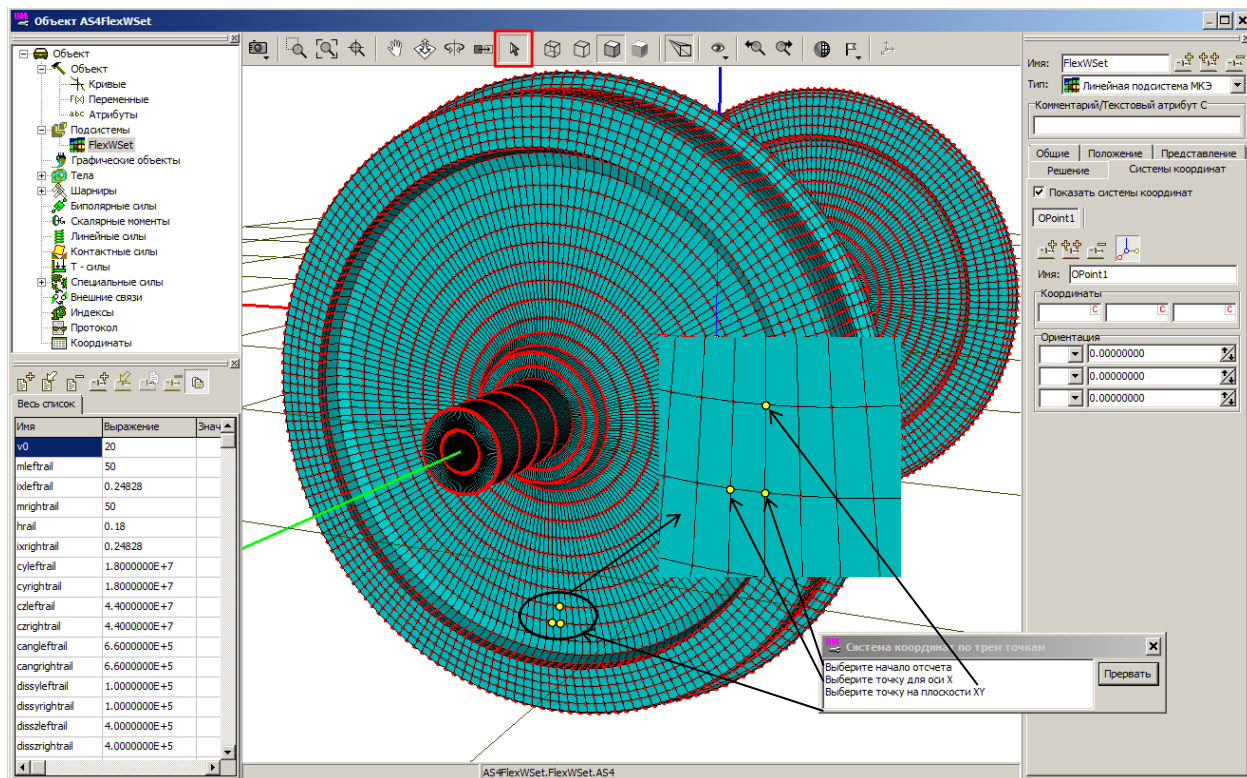 UM Объект AS4FlexWSet
Объект
Объект
Кривые
f(x) Переменные
abc Атрибуты
Подсистемы
FlexWSet
Графические объекты
Тела
Шарниры
Биполярные силы
Скалярные моменты
Линейные силы
Контактные силы
Т - силы
Специальные силы
Внешние связи
Индексы
Протокол
Координаты
Весь список
Имя Выражение Знач
v0 20
mleftrail 50
ixleftrail 0.24828
mrightrail 50
hrail 0.18
ixrightrail 0.24828
cyleftrail 1.8000000E+7
cyrightrail 1.8000000E+7
czleftrail 4.4000000E+7
czrightrail 4.4000000E+7
cangleftrail 6.6000000E+5
cangrightrail 6.6000000E+5
dissyleftrail 1.0000000E+5
dissyrightrail 1.0000000E+5
disszleftrail 4.0000000E+5
disszrightrail 4.0000000E+5
UM Система координат по трем точкам
Выберите начало отсчета
Выберите точку для оси X
Выберите точку на плоскости XY
Прервать
AS4FlexWSet.FlexWSet.AS4
Имя: FlexWSet
Тип: Линейная подсистема МКЭ
Комментарий/Текстовый атрибут C
Общие Положение Представление
Решение Системы координат
Показать системы координат
OPoint1
Имя: OPoint1
Координаты
C C C
Ориентация
0.00000000
0.00000000
0.00000000